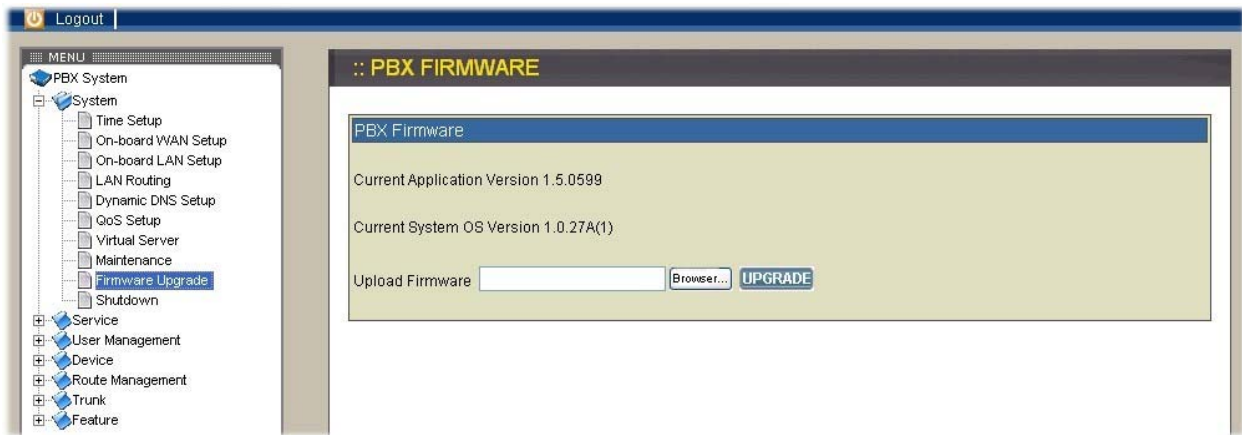 Logout
MENU
PBX System
System
Time Setup
On-board WAN Setup
On-board LAN Setup
LAN Routing
Dynamic DNS Setup
QoS Setup
Virtual Server
Maintenance
Firmware Upgrade
Shutdown
Service
User Management
Device
Route Management
Trunk
Feature
:: PBX FIRMWARE
PBX Firmware
Current Application Version 1.5.0599
Current System OS Version 1.0.27A(1)
Upload Firmware Browser... UPGRADE